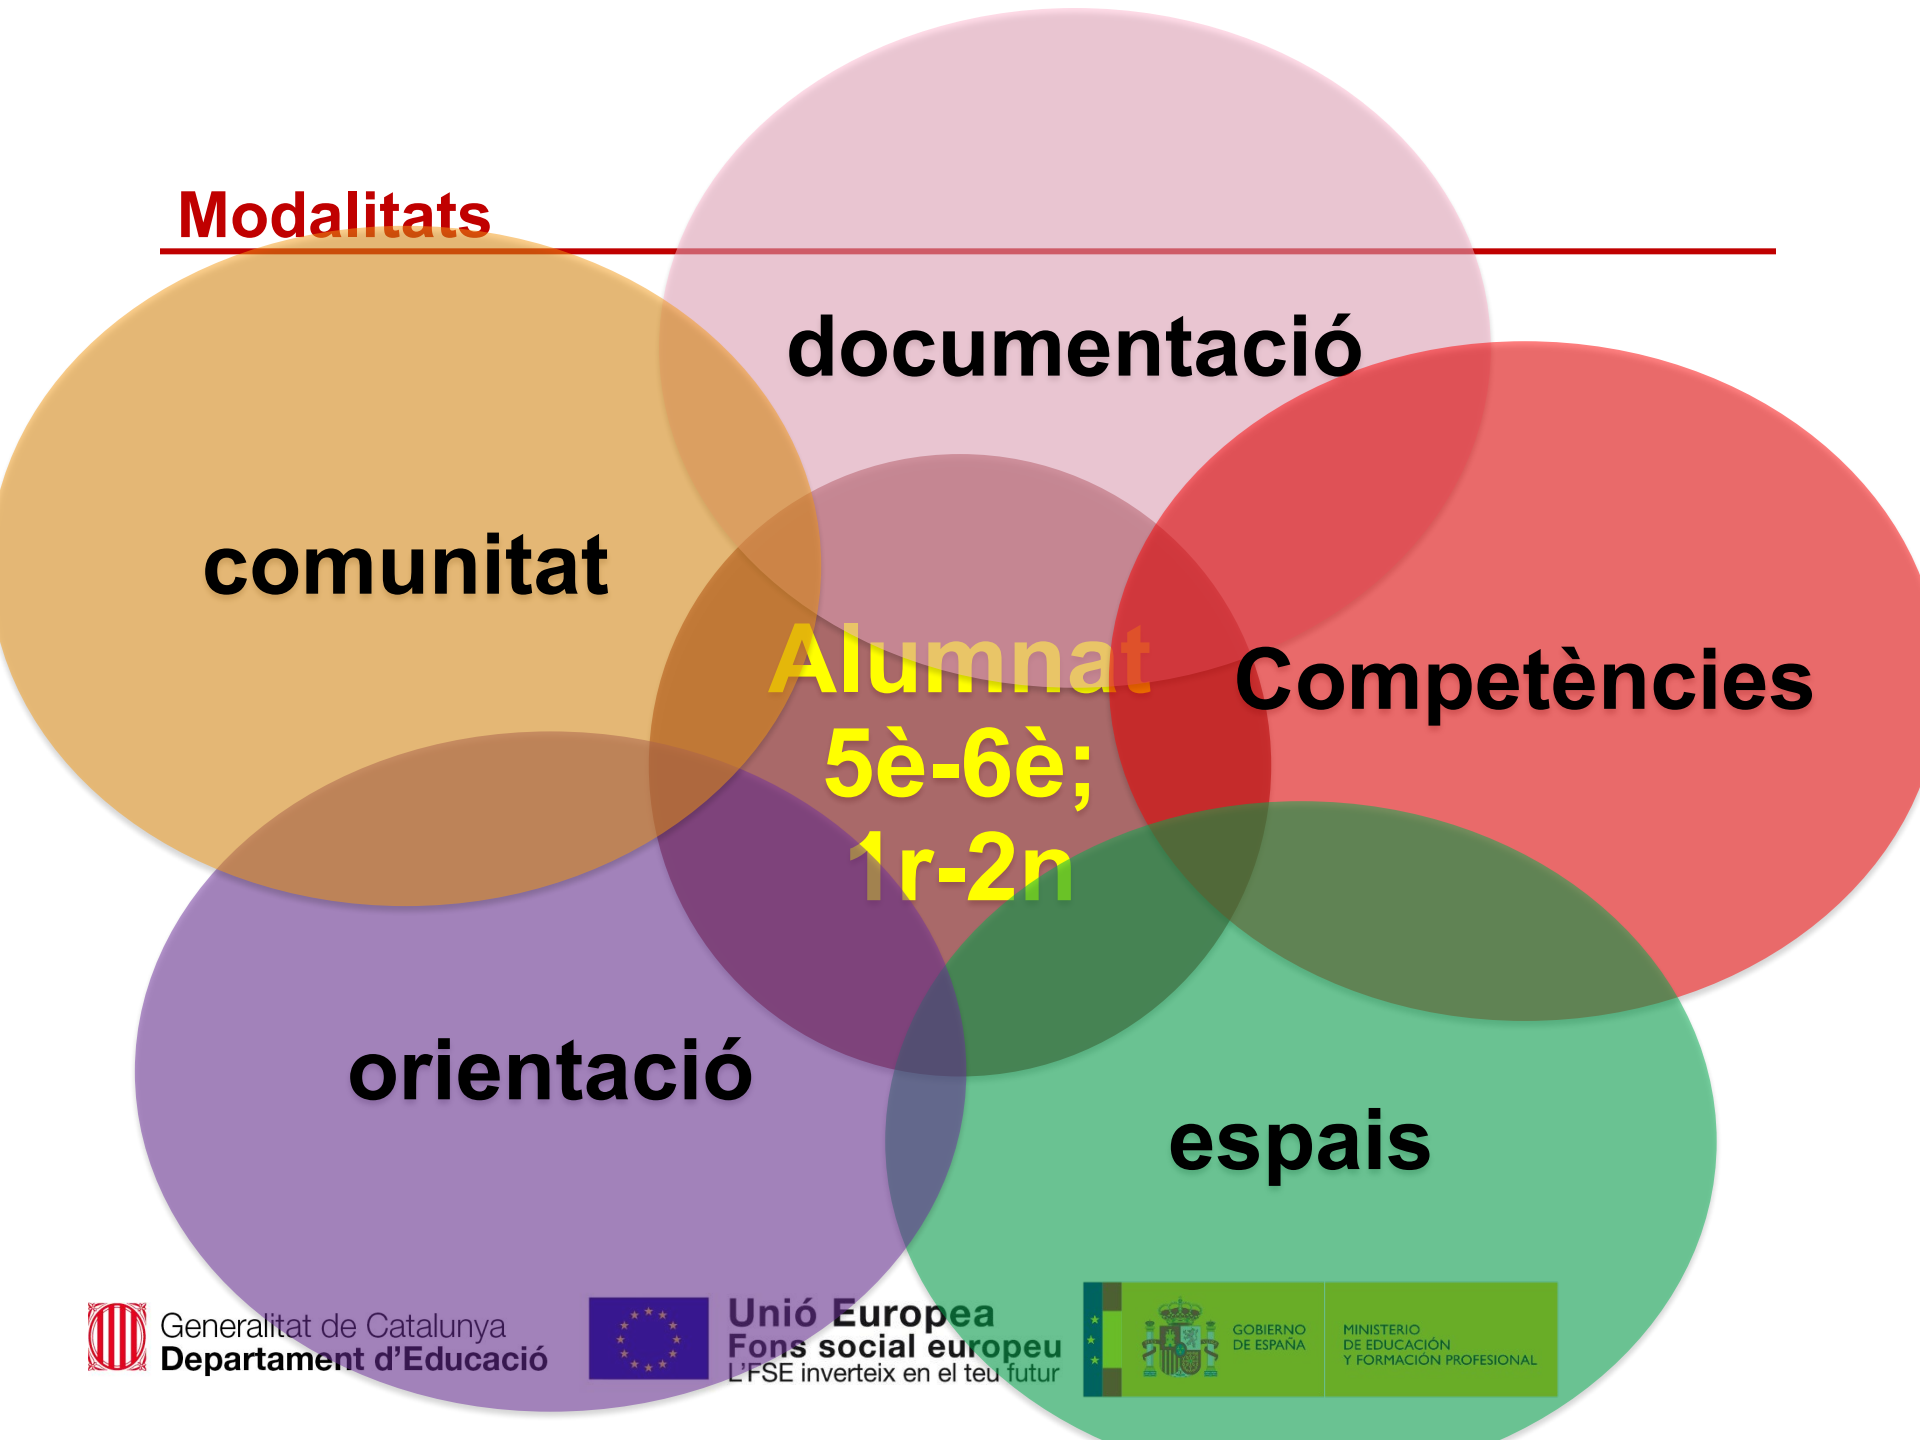 Modalitats
documentació
comunitat
Alumnat
5è-6è;
1r-2n
Competències
orientació
espais
Generalitat de Catalunya
Departament d’Educació
Unió Europea
Fons social europeu
L’FSE inverteix en el teu futur
GOBIERNO
DE ESPAÑA
MINISTERIO
DE EDUCACIÓN
Y FORMACIÓN PROFESIONAL